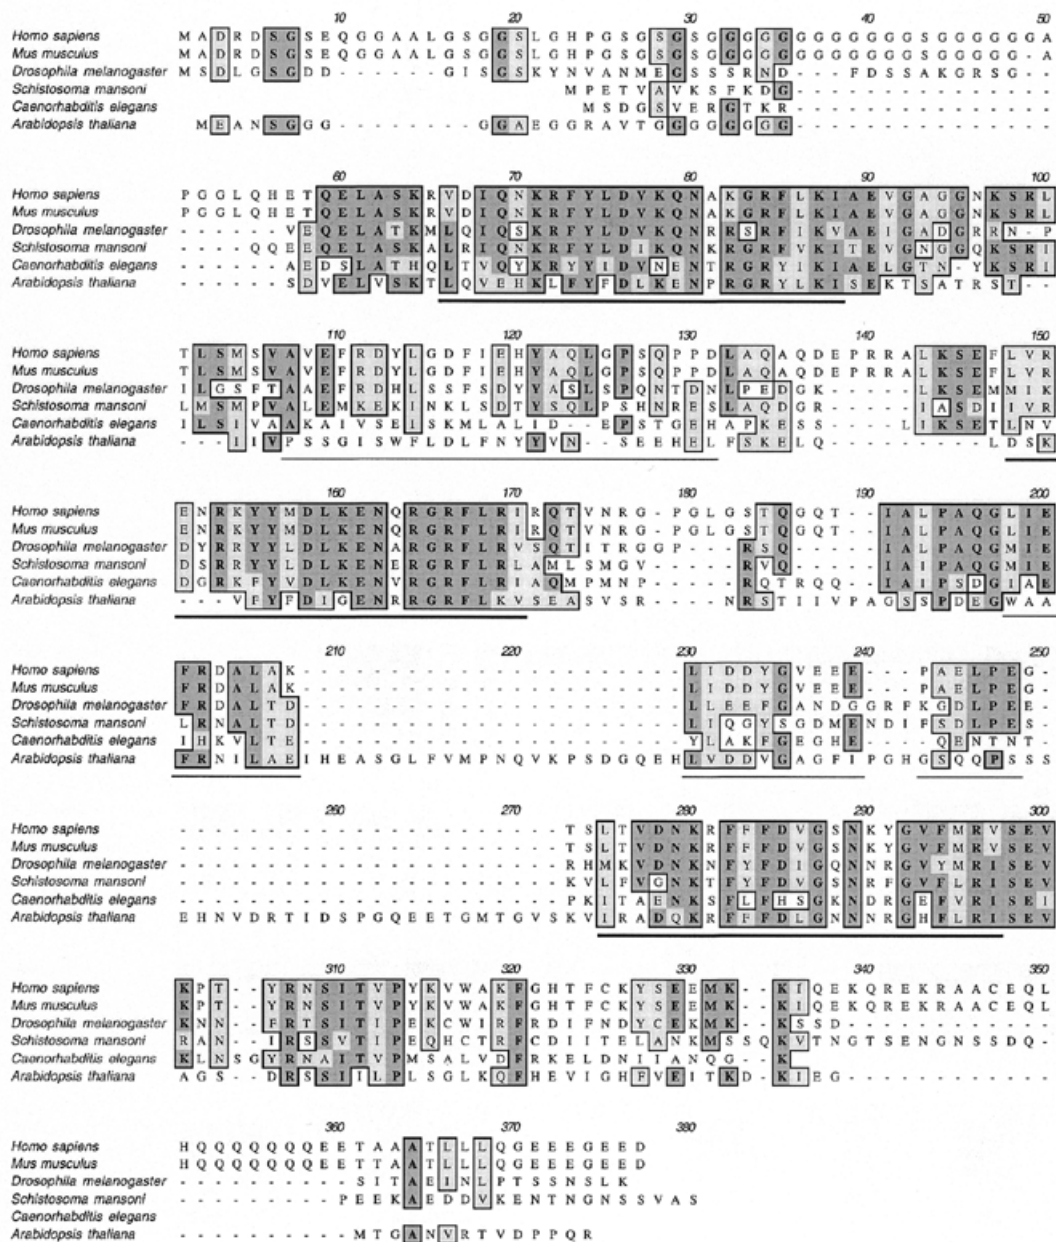 10 20 30 40 50
Homo sapiens M A D R D S G S E Q G G A A L G S G G S L G H P G S G S G S G G G G G G G G G G G G G S G G G G G A
Mus musculus M A D R D S G S E Q G G A A L G S G G S L G H P G S G S G S G G G G G G G G G G G G S G G G G G - A
Drosophila melanogaster M S D L G S G D D - - - - - - G I S G S K Y N V A N M E G S S S R N D - - - F D S S A K G R S G - -
Schistosoma mansoni M P E T V A V K S F K D G - - - - - - - - - - - - - - -
Caenorhabditis elegans M S D G S V E R G T K R - - - - - - - - - - - - - - -
Arabidopsis thaliana M E A N S G G G - - - - - - - - G G A E G G R A V T G G G G G G G G - - - - - - - - - - - - - - -
60 70 80 90 100
Homo sapiens P G G L Q H E T Q E L A S K R V D I Q N K R F Y L D V K Q N A K G R F L K I A E V G A G G N K S R L
Mus musculus P G G L Q H E T Q E L A S K R V D I Q N K R F Y L D V K Q N A K G R F L K I A E V G A G G N K S R L
Drosophila melanogaster - - - - - - - V E Q E L A T K M L Q I Q S K R F Y L D V K Q N R R S R F I K V A E I G A D G R R N - P
Schistosoma mansoni - - - - Q Q E E Q E L A S K A L R I Q N K R F Y L D I K Q N K R G R F V K I T E V G N G G Q K S R I
Caenorhabditis elegans - - - - - - A E D S L A T H Q L T V Q Y K R Y Y I D V N E N T R G R Y I K I A E L G T N - Y K S R I
Arabidopsis thaliana - - - - - - S D V E L V S K T L Q V E H K L F Y F D L K E N P R G R Y L K I S E K T S A T R S T - -
110 120 130 140 150
Homo sapiens T L S M S V A V E F R D Y L G D F I E H Y A Q L G P S Q P P D L A Q A Q D E P R R A L K S E F L V R
Mus musculus T L S M S V A V E F R D Y L G D F I E H Y A Q L G P S Q P P D L A Q A Q D E P R R A L K S E F L V R
Drosophila melanogaster I L G S F T A A E F R D H L S S F S D Y Y A S L S P Q N T D N L P E D G K - - - - - L K S E M M I K
Schistosoma mansoni L M S M P V A L E M K E K I N K L S D T Y S Q L P S H N R E S L A Q D G R - - - - - I A S D I I V R
Caenorhabditis elegans I L S I V A A K A I V S E I S K M L A L I D - - E P S T G E H A P K E S S - - - - - L I K S E T L N V
Arabidopsis thaliana - - - I I V P S S G I S W F L D L F N Y Y V N - S E E H E L F S K E L Q - - - - - - - - L D S K
160 170 180 190 200
Homo sapiens E N R K Y Y M D L K E N Q R G R F L R I R Q T V N R G - P G L G S T Q G Q T - I A L P A Q G L I E
Mus musculus E N R K Y Y M D L K E N Q R G R F L R I R Q T V N R G - P G L G S T Q G Q T - I A L P A Q G L I E
Drosophila melanogaster D Y R R Y Y L D L K E N A R G R F L R V S Q T I T R G G P - - - R S Q - - - - - I A L P A Q G M I E
Schistosoma mansoni D S R R Y Y L D L K E N V R G R F L R L A M L S M G V - - - - - R V Q - - - - - I A I P A Q G M I E
Caenorhabditis elegans D G R K F Y V D L K E N V R G R F L R I A Q M P M N P - - - - - R Q T R Q Q - I A I P S D G I A E
Arabidopsis thaliana - - - V F Y F D I G E N R R G R F L K V S E A S V S R - - - - N R S T I I V P A G S S P D E G W A A
210 220 230 240 250
Homo sapiens F R D A L A K - - - - - - - - - - - - - - - - - - - - - - L I D D Y G V E E E - - - P A E L P E G -
Mus musculus F R D A L A K - - - - - - - - - - - - - - - - - - - - - - L I D D Y G V E E E - - - P A E L P E G -
Drosophila melanogaster F R D A L T D - - - - - - - - - - - - - - - - - - - - - - L L E E F G A N D G G R F K G D L P E E -
Schistosoma mansoni L R N A L T D - - - - - - - - - - - - - - - - - - - - - - L I Q G Y S G D M E N D I F S D L P E S -
Caenorhabditis elegans I H K V L T E - - - - - - - - - - - - - - - - - - - - - - Y L A K F G E G H E - - - - Q E N T N T -
Arabidopsis thaliana F R N I L A E I H E A S G L F V M P N Q V K P S D G Q E H L V D D V G A G F I P G H G S Q Q P S S S
260 270 280 290 300
Homo sapiens - - - - - - - - - - - - - - - - - - - - - - T S L T V D N K R F F F D V G S N K Y G V F M R V S E V
Mus musculus - - - - - - - - - - - - - - - - - - - - - - T S L T V D N K R F F F D V G S N K Y G V F M R V S E V
Drosophila melanogaster - - - - - - - - - - - - - - - - - - - - - - R H M K V D N K N F Y F D I G Q N N R G V Y M R I S E V
Schistosoma mansoni - - - - - - - - - - - - - - - - - - - - - - K V L F V G N K T F Y F D V G S N R F G V F L R I S E V
Caenorhabditis elegans - - - - - - - - - - - - - - - - - - - - - - P K I T A E N K S F L F H S G K N D R G E F V R I S E I
Arabidopsis thaliana E H N V D R T I D S P G Q E E T G M T G V S K V I R A D Q K R F F F D L G N N N R G H F L R I S E V
310 320 330 340 350
Homo sapiens K P T - - Y R N S I T V P Y K V W A K F G H T F C K Y S E E M K - - K I Q E K Q R E K R A A C E Q L
Mus musculus K P T - - Y R N S I T V P Y K V W A K F G H T F C K Y S E E M K - - K I Q E K Q R E K R A A C E Q L
Drosophila melanogaster K N N - - F R T S I T I P E K C W I R F R D I F N D Y C E K M K - - K S S D - - - - - - - - - - - -
Schistosoma mansoni R A N - - I R S S V T I P E Q H C T R F C D I I T E L A N K M S S Q K V T N G T S E N G N S S D Q -
Caenorhabditis elegans K L N S G Y R N A I T V P M S A L V D F R K E L D N I I A N Q G - - K
Arabidopsis thaliana A G S - - D R S S I I L P L S G L K Q F H E V I G H F V E I T K D - K I E G - - - - - - - - - - - -
360 370 380
Homo sapiens H Q Q Q Q Q Q Q E E T A A A T L L L Q G E E E G E E D
Mus musculus H Q Q Q Q Q Q Q E E T T A A T L L L Q G E E E G E E D
Drosophila melanogaster - - - - - - - - - - S I T A E I N L P T S S N S L K
Schistosoma mansoni - - - - - - - - - P E E K A E D D V K E N T N G N S S V A S
Caenorhabditis elegans
Arabidopsis thaliana - - - - - - - - - - M T G A N V R T V D P P Q R